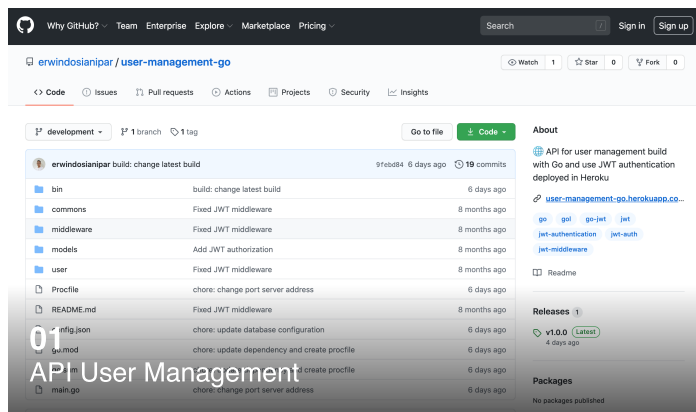 Why GitHub? Team Enterprise Explore Marketplace Pricing Search / Sign in Sign up
erwindosianipar / user-management-go Watch 1 Star 0 Fork 0
Code Issues Pull requests Actions Projects Security Insights
development 1 branch 1 tag Go to file Code
erwindosianipar build: change latest build 9febd84 6 days ago 19 commits
bin build: change latest build 6 days ago
commons Fixed JWT middleware 8 months ago
middleware Fixed JWT middleware 8 months ago
models Add JWT authorization 8 months ago
user Fixed JWT middleware 8 months ago
Procfile chore: change port server address 6 days ago
README.md Fixed JWT middleware 8 months ago
config.json chore: update database configuration 6 days ago
go.mod chore: update dependency and create procfile 6 days ago
chore: update dependency and create procfile 6 days ago
main.go chore: change port server address 6 days ago
About
API for user management build
with Go and use JWT authentication
deployed in Heroku
user-management-go.herokuapp.co...
go gol go-jwt jwt
jwt-authentication jwt-auth
jwt-middleware
Readme
Releases 1
v1.0.0 Latest
4 days ago
Packages
No packages published
01
API User Management